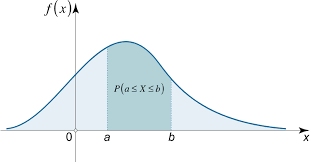 f(x)
P(a ≤ X ≤ b)
0 a b x